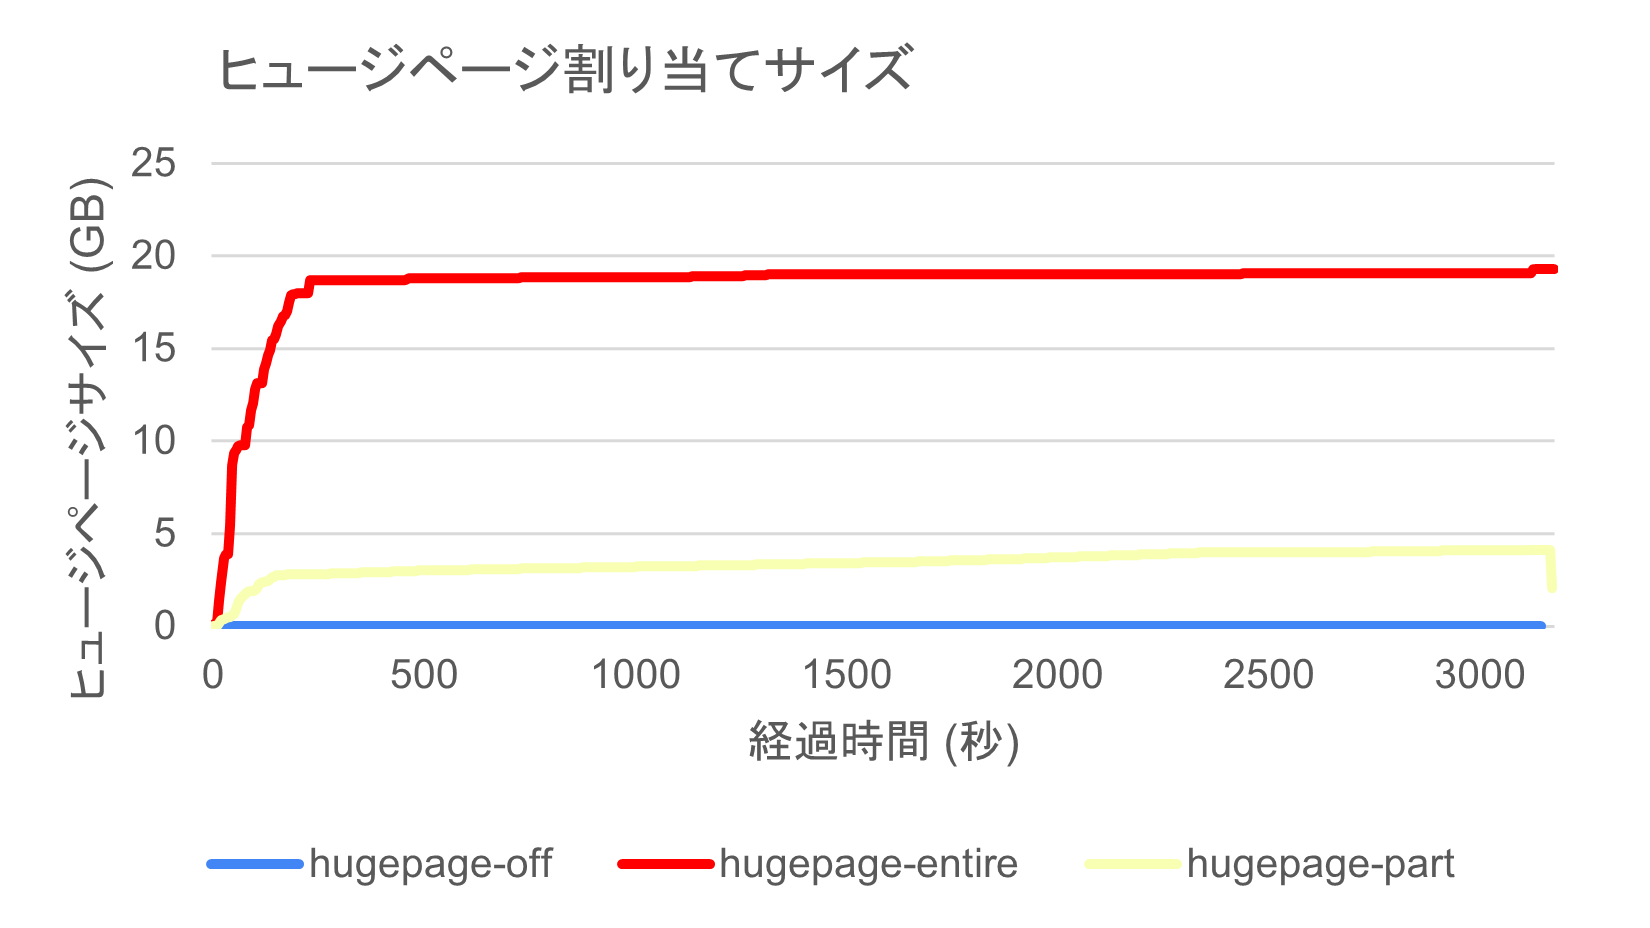 ヒュージページ割り当てサイズ
ヒュージページサイズ (GB)
25
20
15
10
5
0
0 500 1000 1500 2000 2500 3000
経過時間 (秒)
hugepage-off hugepage-entire hugepage-part